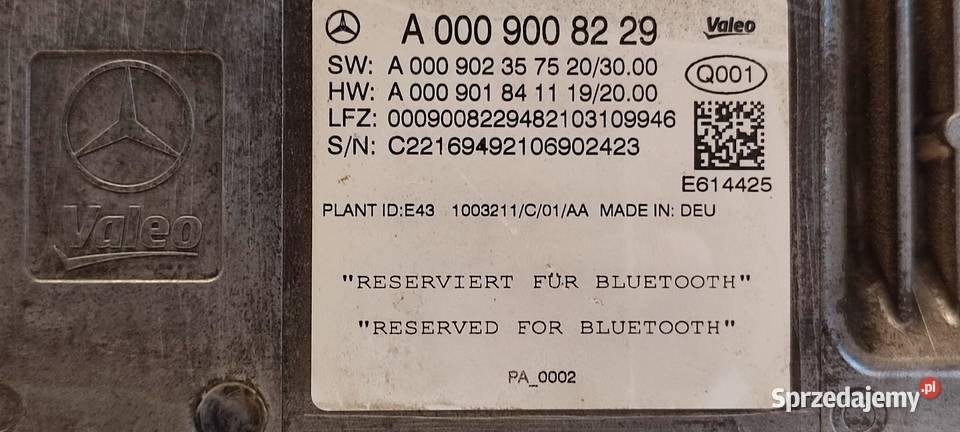 A 000 900 82 29
Valeo
SW: A 000 902 35 75 20/30.00
HW: A 000 901 84 11 19/20.00
Q001
LFZ: 0009008229482103109946
S/N: C22169492106902423
E614425
PLANT ID:E43 1003211/C/01/AA MADE IN: DEU
Valeo
"RESERVIERT FÜR BLUETOOTH"
"RESERVED FOR BLUETOOTH"
PA_0002
Sprzedajemy.pl